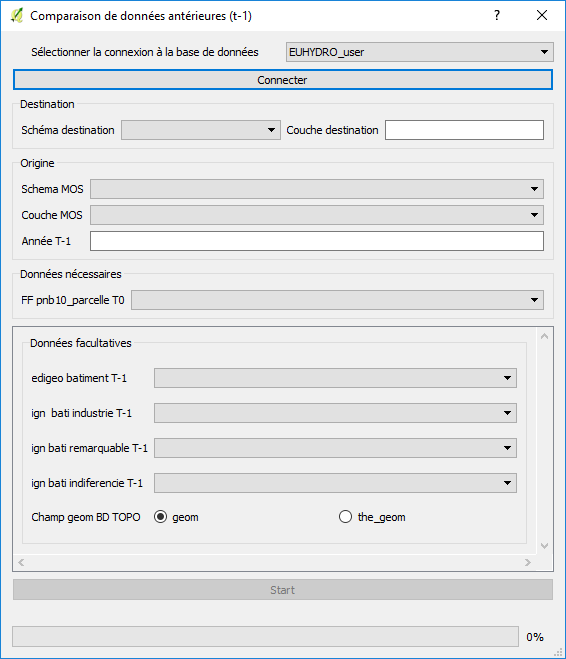 Comparaison de données antérieures (t-1)
?
Sélectionner la connexion à la base de données EUHYDRO_user
Connecter
Destination
Schéma destination Couche destination
Origine
Schema MOS
Couche MOS
Année T-1
Données nécessaires
FF pnb10_parcelle T0
Données facultatives
edigeo batiment T-1
ign bati industrie T-1
ign bati remarquable T-1
ign bati indiferencie T-1
Champ geom BD TOPO geom the_geom
Start
0%